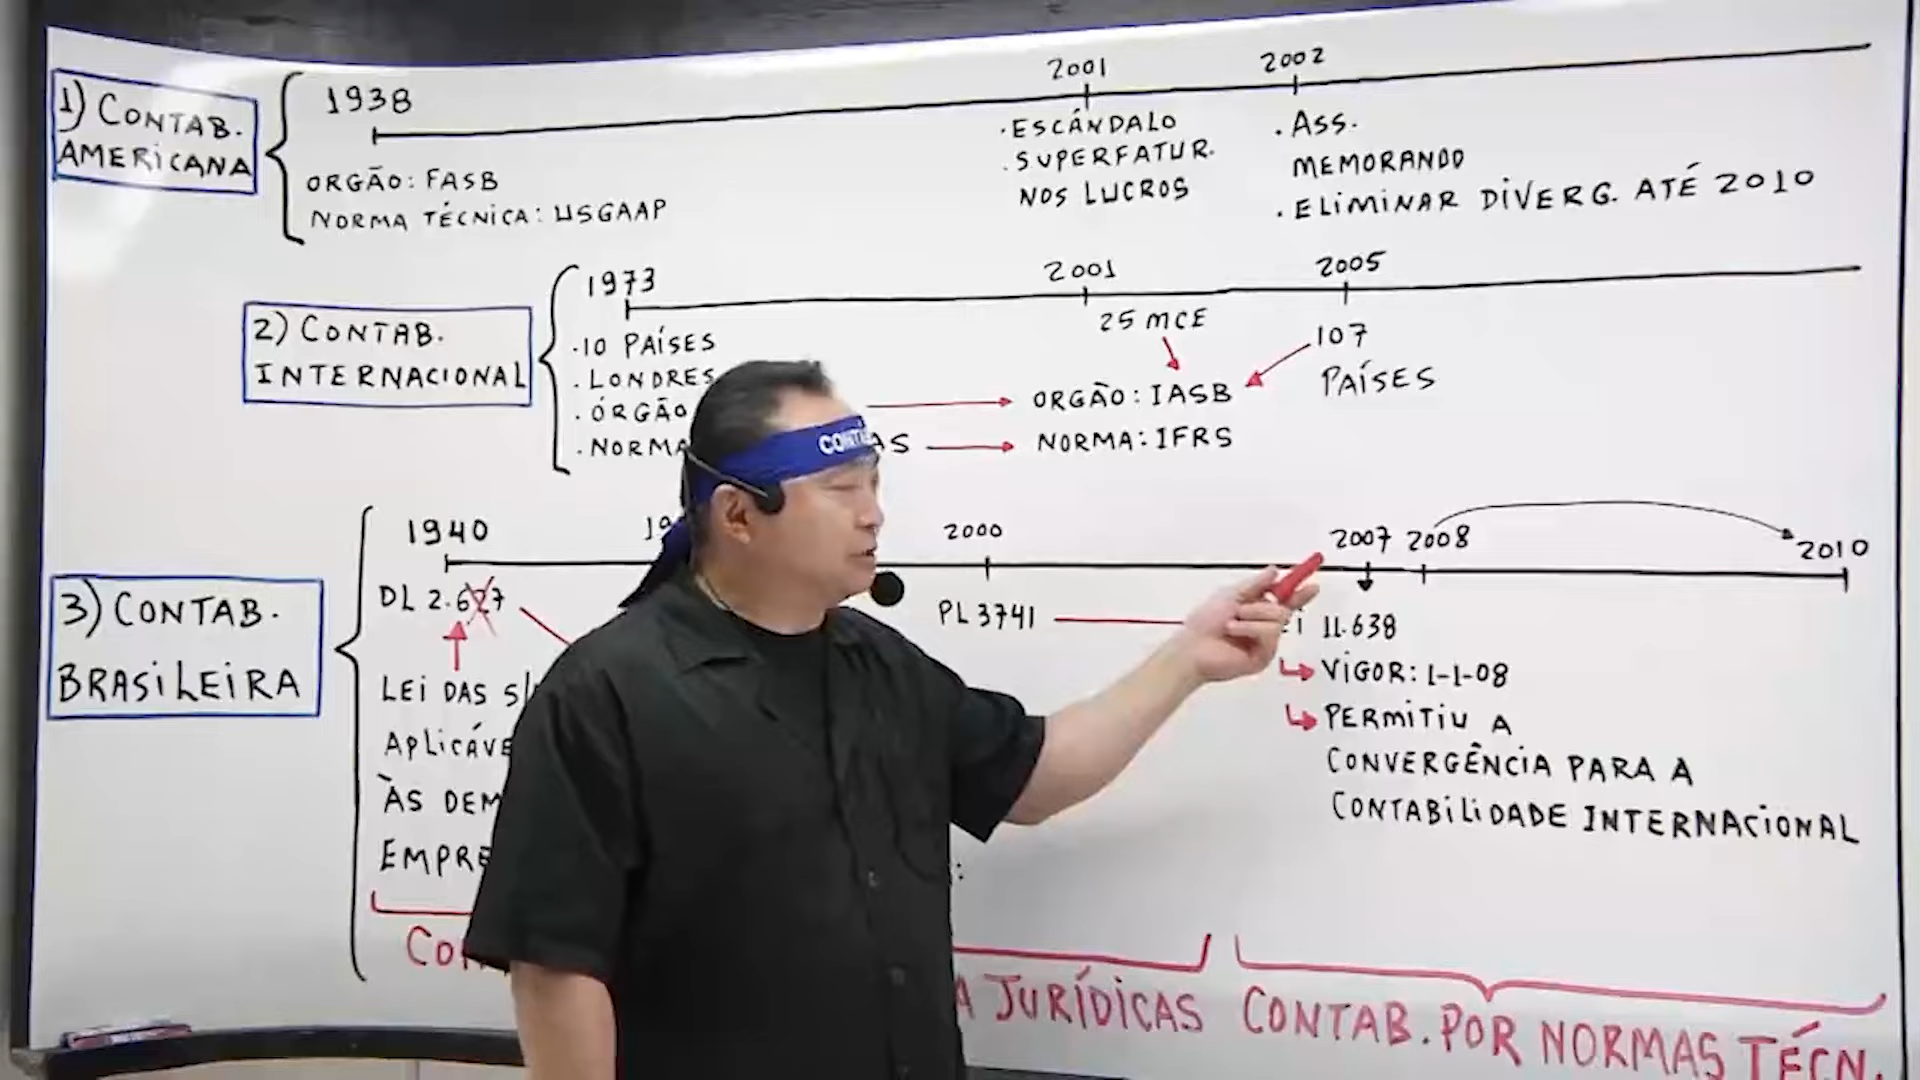 1) CONTAB.
AMERICANA
1938
ORGÃO: FASB
NORMA TÉCNICA: USGAAP
2001
. ESCÁNDALO
. SUPERFATUR.
NOS LUCROS
2002
. ASS.
MEMORANDO
. ELIMINAR DIVERG. ATÉ 2010
2) CONTAB.
INTERNACIONAL
1973
. 10 PAÍSES
. LONDRES
. ÓRGÃO
. NORMA
2001
25 MCE
ORGÃO: IASB
NORMA: IFRS
2005
107
PAÍSES
3) CONTAB.
BRASILEIRA
1940
DL 2.627
LEI DAS S/
APLICÁVE
ÀS DEM
EMPRE
19
2000
PL 3741
2007 2008
2010
11.638
VIGOR: 1-1-08
PERMITIU A
CONVERGÊNCIA PARA A
CONTABILIDADE INTERNACIONAL
A JURÍDICAS
CONTAB. POR NORMAS TÉCN.